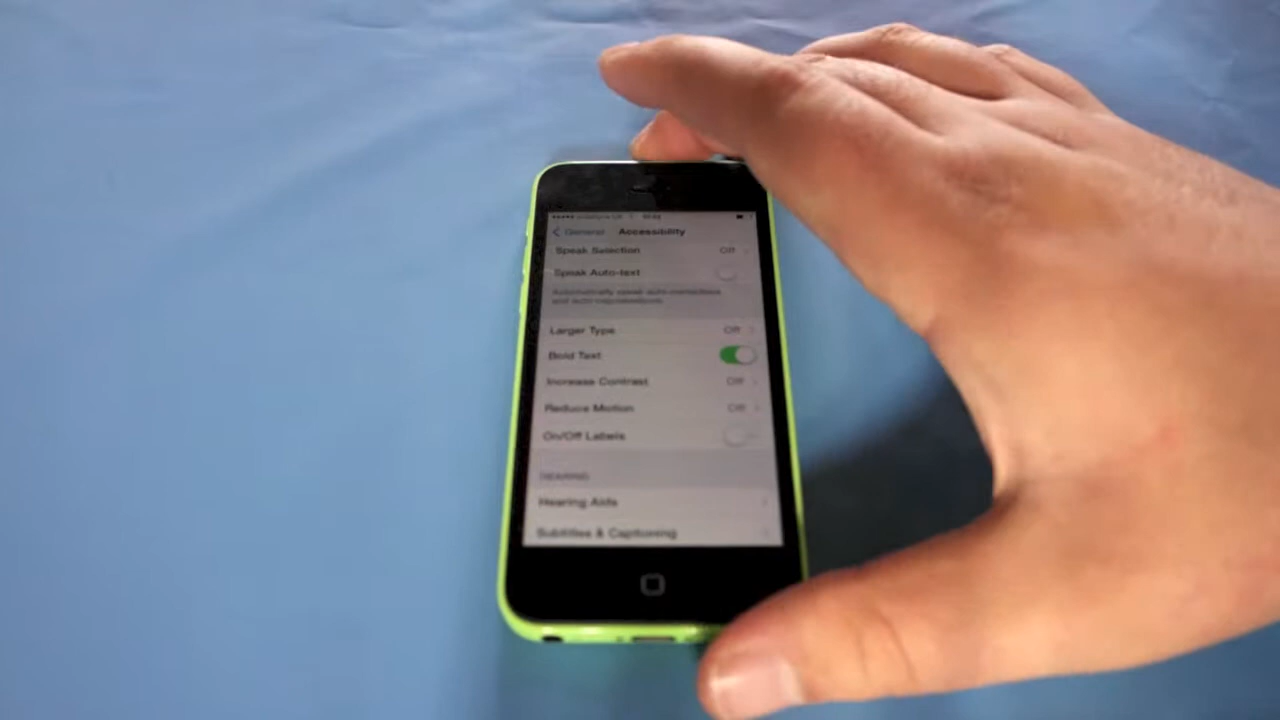 General Accessibility
Speak Selection Off
Speak Auto-text
Automatically speak auto-corrections
and auto-capitalizations.
Larger Type Off
Bold Text
Increase Contrast Off
Reduce Motion Off
On/Off Labels
HEARING
Hearing Aids
Subtitles & Captioning